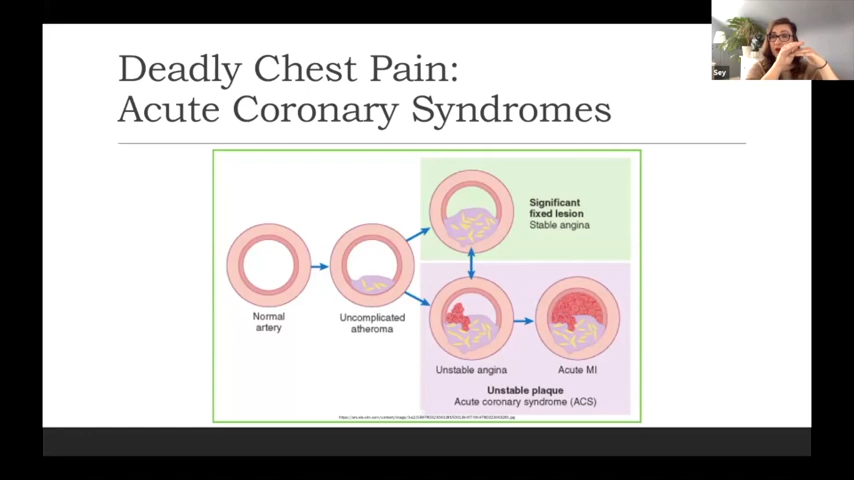 Deadly Chest Pain:
Acute Coronary Syndromes
Significant
fixed lesion
Stable angina
Normal
artery
Uncomplicated
atheroma
Unstable angina
Acute MI
Unstable plaque
Acute coronary syndrome (ACS)
Sey